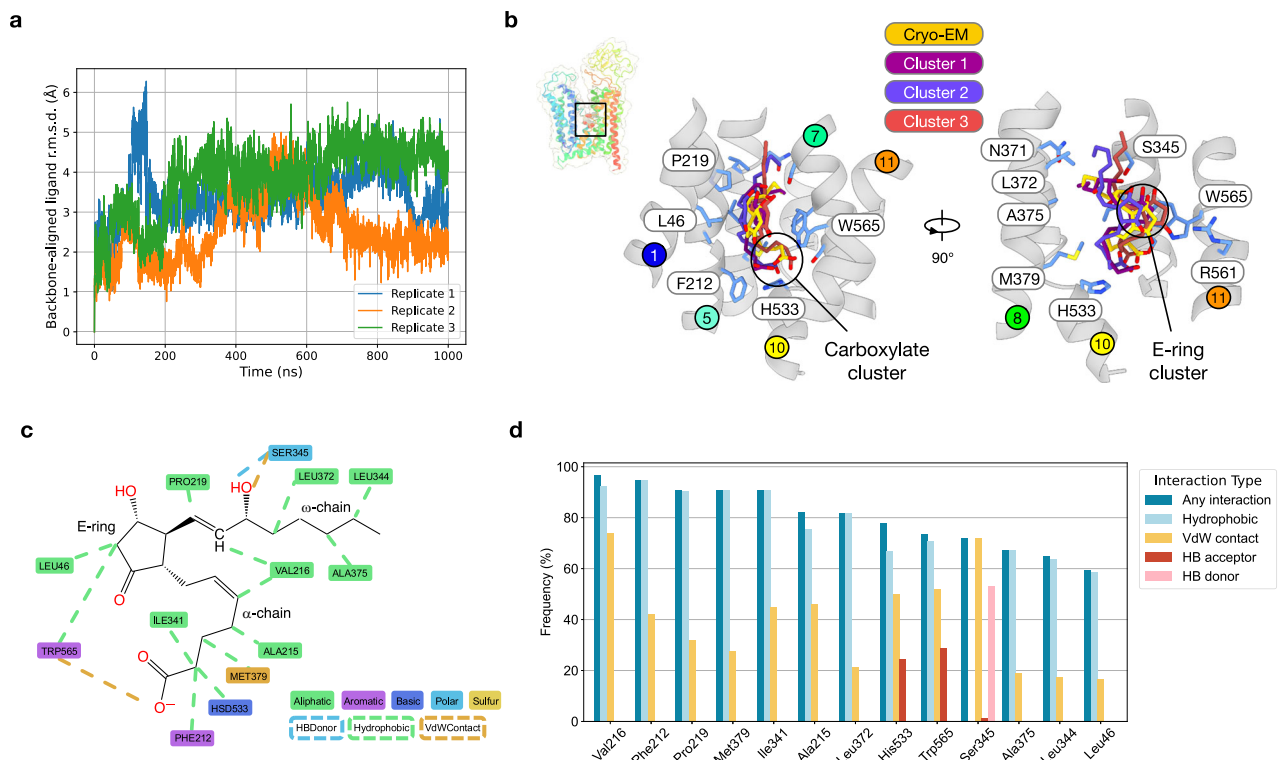 a
Backbone-aligned ligand r.m.s.d. (Å)
6
5
4
3
2
1
0
0
200
400
600
800
1000
Time (ns)
Replicate 1
Replicate 2
Replicate 3
b
Cryo-EM
Cluster 1
Cluster 2
Cluster 3
P219
L46
F212
H533
W565
1
5
7
10
11
Carboxylate
cluster
90°
N371
L372
A375
M379
H533
S345
W565
R561
8
10
11
E-ring
cluster
c
SER345
LEU372
LEU344
PRO219
HO
HO
ω-chain
E-ring
H
LEU46
VAL216
ALA375
O
α-chain
ILE341
TRP565
ALA215
O
MET379
O−
HSD533
PHE212
Aliphatic
Aromatic
Basic
Polar
Sulfur
HBDonor
Hydrophobic
VdWContact
d
Frequency (%)
100
80
60
40
20
0
Val216
Phe212
Pro219
Met379
Ile341
Ala215
Leu372
His533
Trp565
Ser345
Ala375
Leu344
Leu46
Interaction Type
Any interaction
Hydrophobic
VdW contact
HB acceptor
HB donor